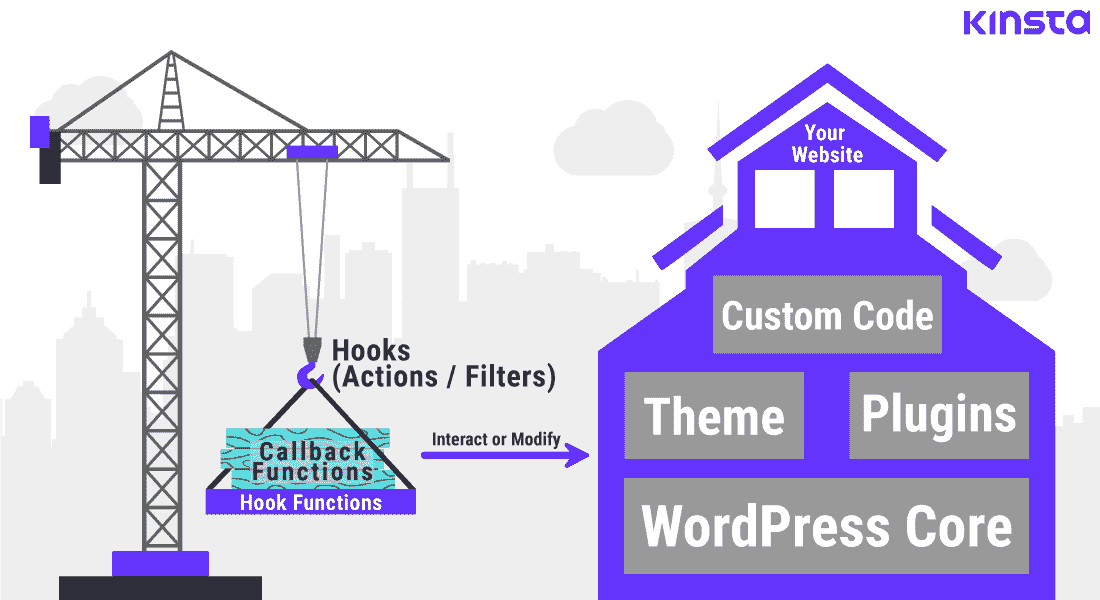 KINSTA
Your
Website
Custom Code
Theme
Plugins
WordPress Core
Hooks
(Actions / Filters)
Interact or Modify
Callback
Functions
Hook Functions